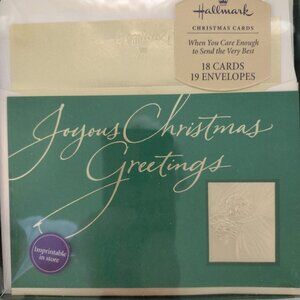 Hallmark
CHRISTMAS CARDS
When You Care Enough
to Send the Very Best
18 CARDS
19 ENVELOPES
Joyous Christmas
Greetings
Imprintable
in store